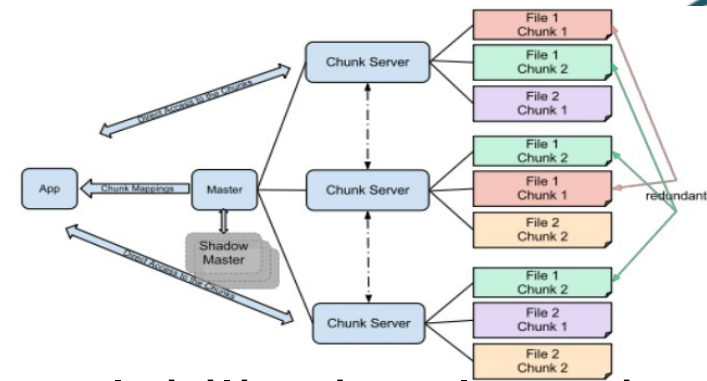 File 1
Chunk 1
File 1
Chunk 2
File 2
Chunk 1
Chunk Server
Direct Access to the Chunks
File 1
Chunk 2
File 1
Chunk 1
File 2
Chunk 2
App
Chunk Mappings
Master
Chunk Server
redundant
Shadow
Master
Direct Access to the Chunks
File 1
Chunk 2
File 2
Chunk 1
File 2
Chunk 2
Chunk Server